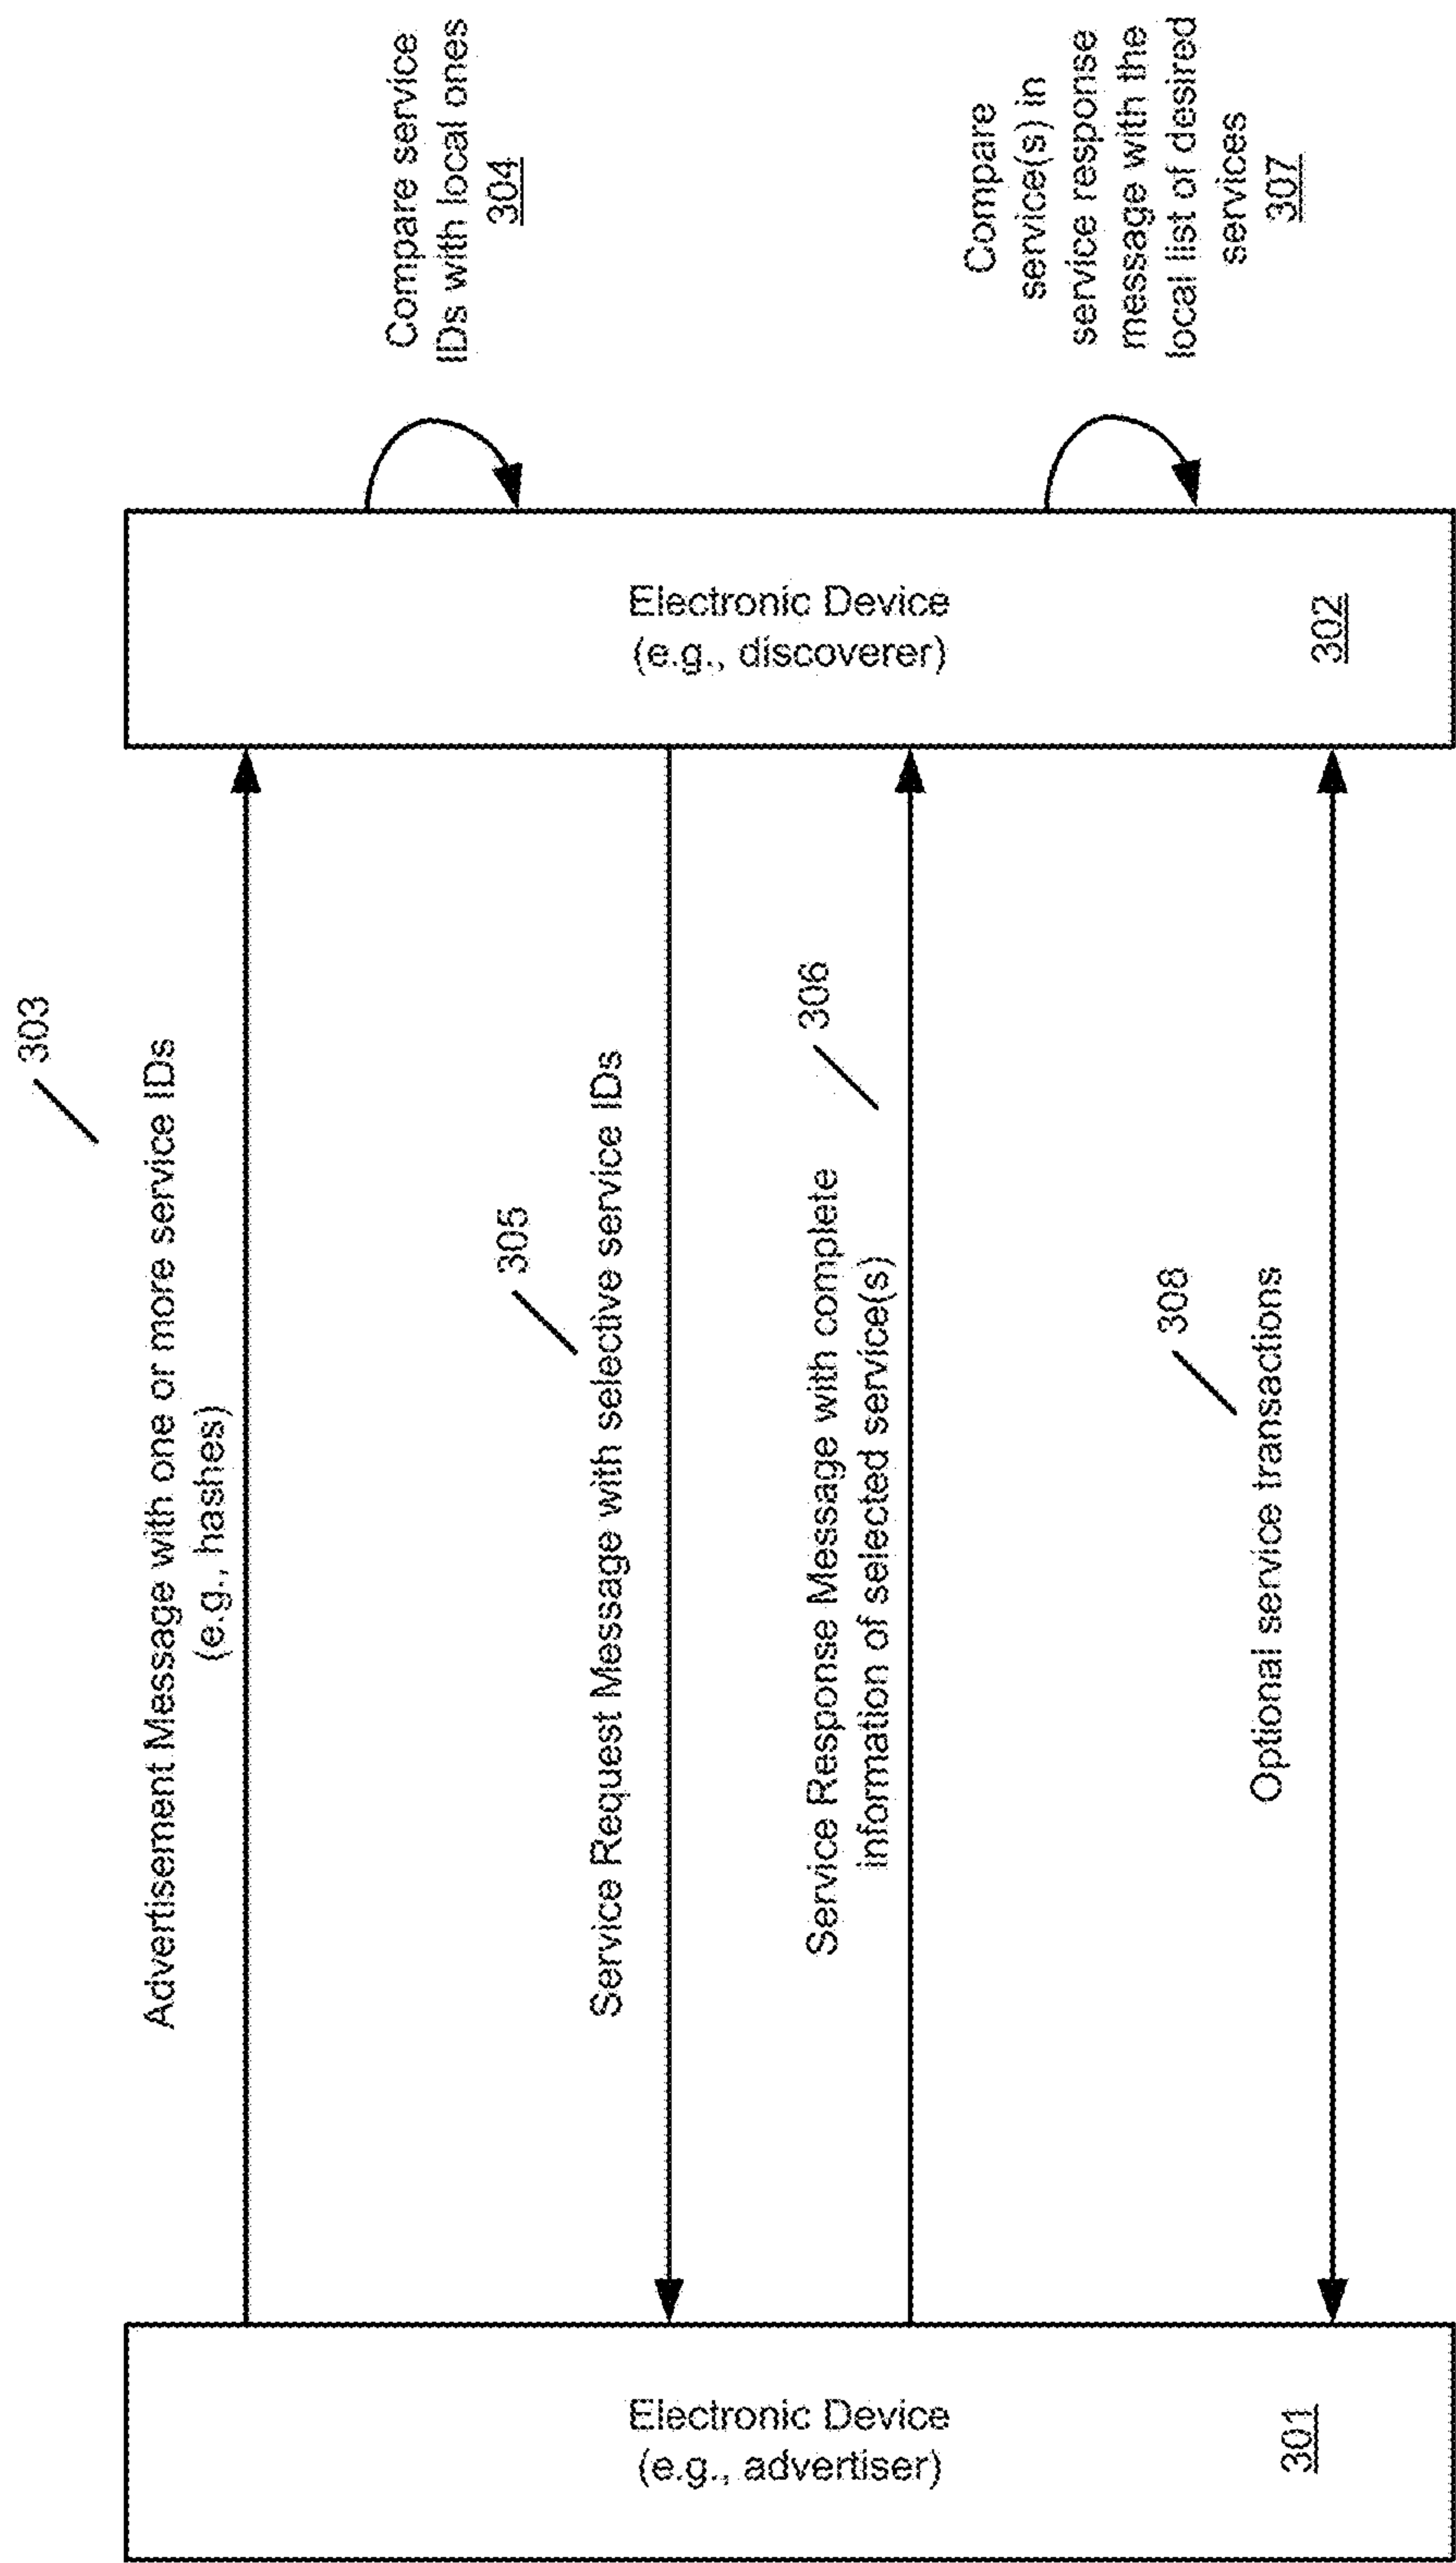 303
Advertisement Message with one or more service IDs
(e.g., hashes)
Compare service
IDs with local ones
304
305
Service Request Message with selective service IDs
306
Service Response Message with complete
information of selected service(s)
Compare
service(s) in
service response
message with the
local list of desired
services
307
308
Optional service transactions
Electronic Device
(e.g., advertiser)
301
Electronic Device
(e.g., discoverer)
302